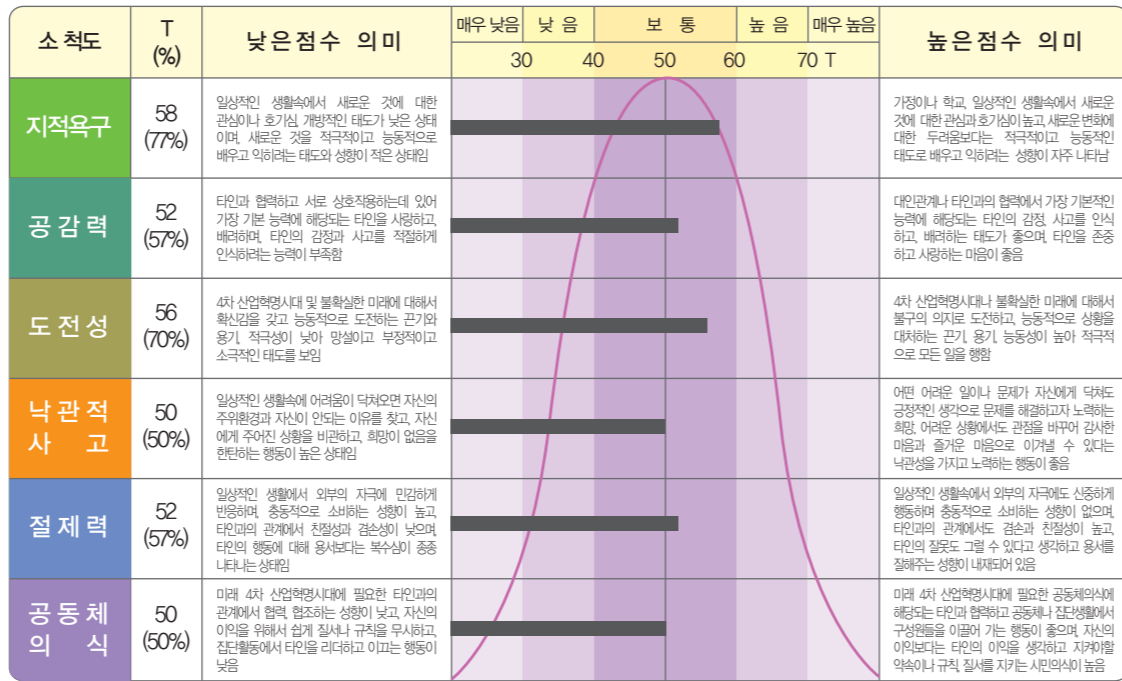 소 척도
T
(%)
낮은점수 의미
매우 낮음
낮 음
보 통
높 음
매우 높음
30
40
50
60
70 T
높은점수 의미
지적욕구
58
(77%)
일상적인 생활속에서 새로운 것에 대한
관심이나 호기심, 개방적인 태도가 낮은 상태
이며, 새로운 것을 적극적이고 능동적으로
배우고 익히려는 태도와 성향이 적은 상태임
가정이나 학교, 일상적인 생활속에서 새로운
것에 대한 관심과 호기심이 높고, 새로운 변화에
대한 두려움보다는 적극적이고 능동적인
태도로 배우고 익히려는 성향이 자주 나타남
공 감 력
52
(57%)
타인과 협력하고 서로 상호작용하는데 있어
가장 기본 능력에 해당되는 타인을 사랑하고,
배려하며, 타인의 감정과 사고를 적절하게
인식하려는 능력이 부족함
대인관계나 타인과의 협력에서 가장 기본적인
능력에 해당되는 타인의 감정, 사고를 인식
하고, 배려하는 태도가 좋으며, 타인을 존중
하고 사랑하는 마음이 좋음
도 전 성
56
(70%)
4차 산업혁명시대 및 불확실한 미래에 대해서
확신감을 갖고 능동적으로 도전하는 끈기와
용기, 적극성이 낮아 망설이고 부정적이고
소극적인 태도를 보임
4차 산업혁명시대나 불확실한 미래에 대해서
불구의 의지로 도전하고, 능동적으로 상황을
대처하는 끈기, 용기, 능동성이 높아 적극적
으로 모든 일을 행함
낙 관 적
사 고
50
(50%)
일상적인 생활속에 어려움이 닥쳐오면 자신의
주위환경과 자신이 안되는 이유를 찾고, 자신
에게 주어진 상황을 비관하고, 희망이 없음을
한탄하는 행동이 높은 상태임
어떤 어려운 일이나 문제가 자신에게 닥쳐도
긍정적인 생각으로 문제를 해결하고자 노력하는
희망, 어려운 상황에서도 관점을 바꾸어 감사한
마음과 즐거운 마음으로 이겨낼 수 있다는
낙관성을 가지고 노력하는 행동이 좋음
절 제 력
52
(57%)
일상적인 생활에서 외부의 자극에 민감하게
반응하며, 충동적으로 소비하는 성향이 높고,
타인과의 관계에서 친절성과 겸손성이 낮으며,
타인의 행동에 대해 용서보다는 복수심이 종종
나타나는 상태임
일상적인 생활속에서 외부의 자극에도 신중하게
행동하며 충동적으로 소비하는 성향이 없으며,
타인과의 관계에서도 겸손과 친절성이 높고,
타인의 잘못도 그럴 수 있다고 생각하고 용서를
잘해주는 성향이 내재되어 있음
공 동 체
의 식
50
(50%)
미래 4차 산업혁명시대에 필요한 타인과의
관계에서 협력, 협조하는 성향이 낮고, 자신의
이익을 위해서 쉽게 질서나 규칙을 무시하고,
집단활동에서 타인을 리더하고 이끄는 행동이
낮음
미래 4차 산업혁명시대에 필요한 공동체의식에
해당되는 타인과 협력하고 공동체나 집단생활에서
구성원들을 이끌어 가는 행동이 좋으며, 자신의
이익보다는 타인의 이익을 생각하고 지켜야할
약속이나 규칙, 질서를 지키는 시민의식이 높음